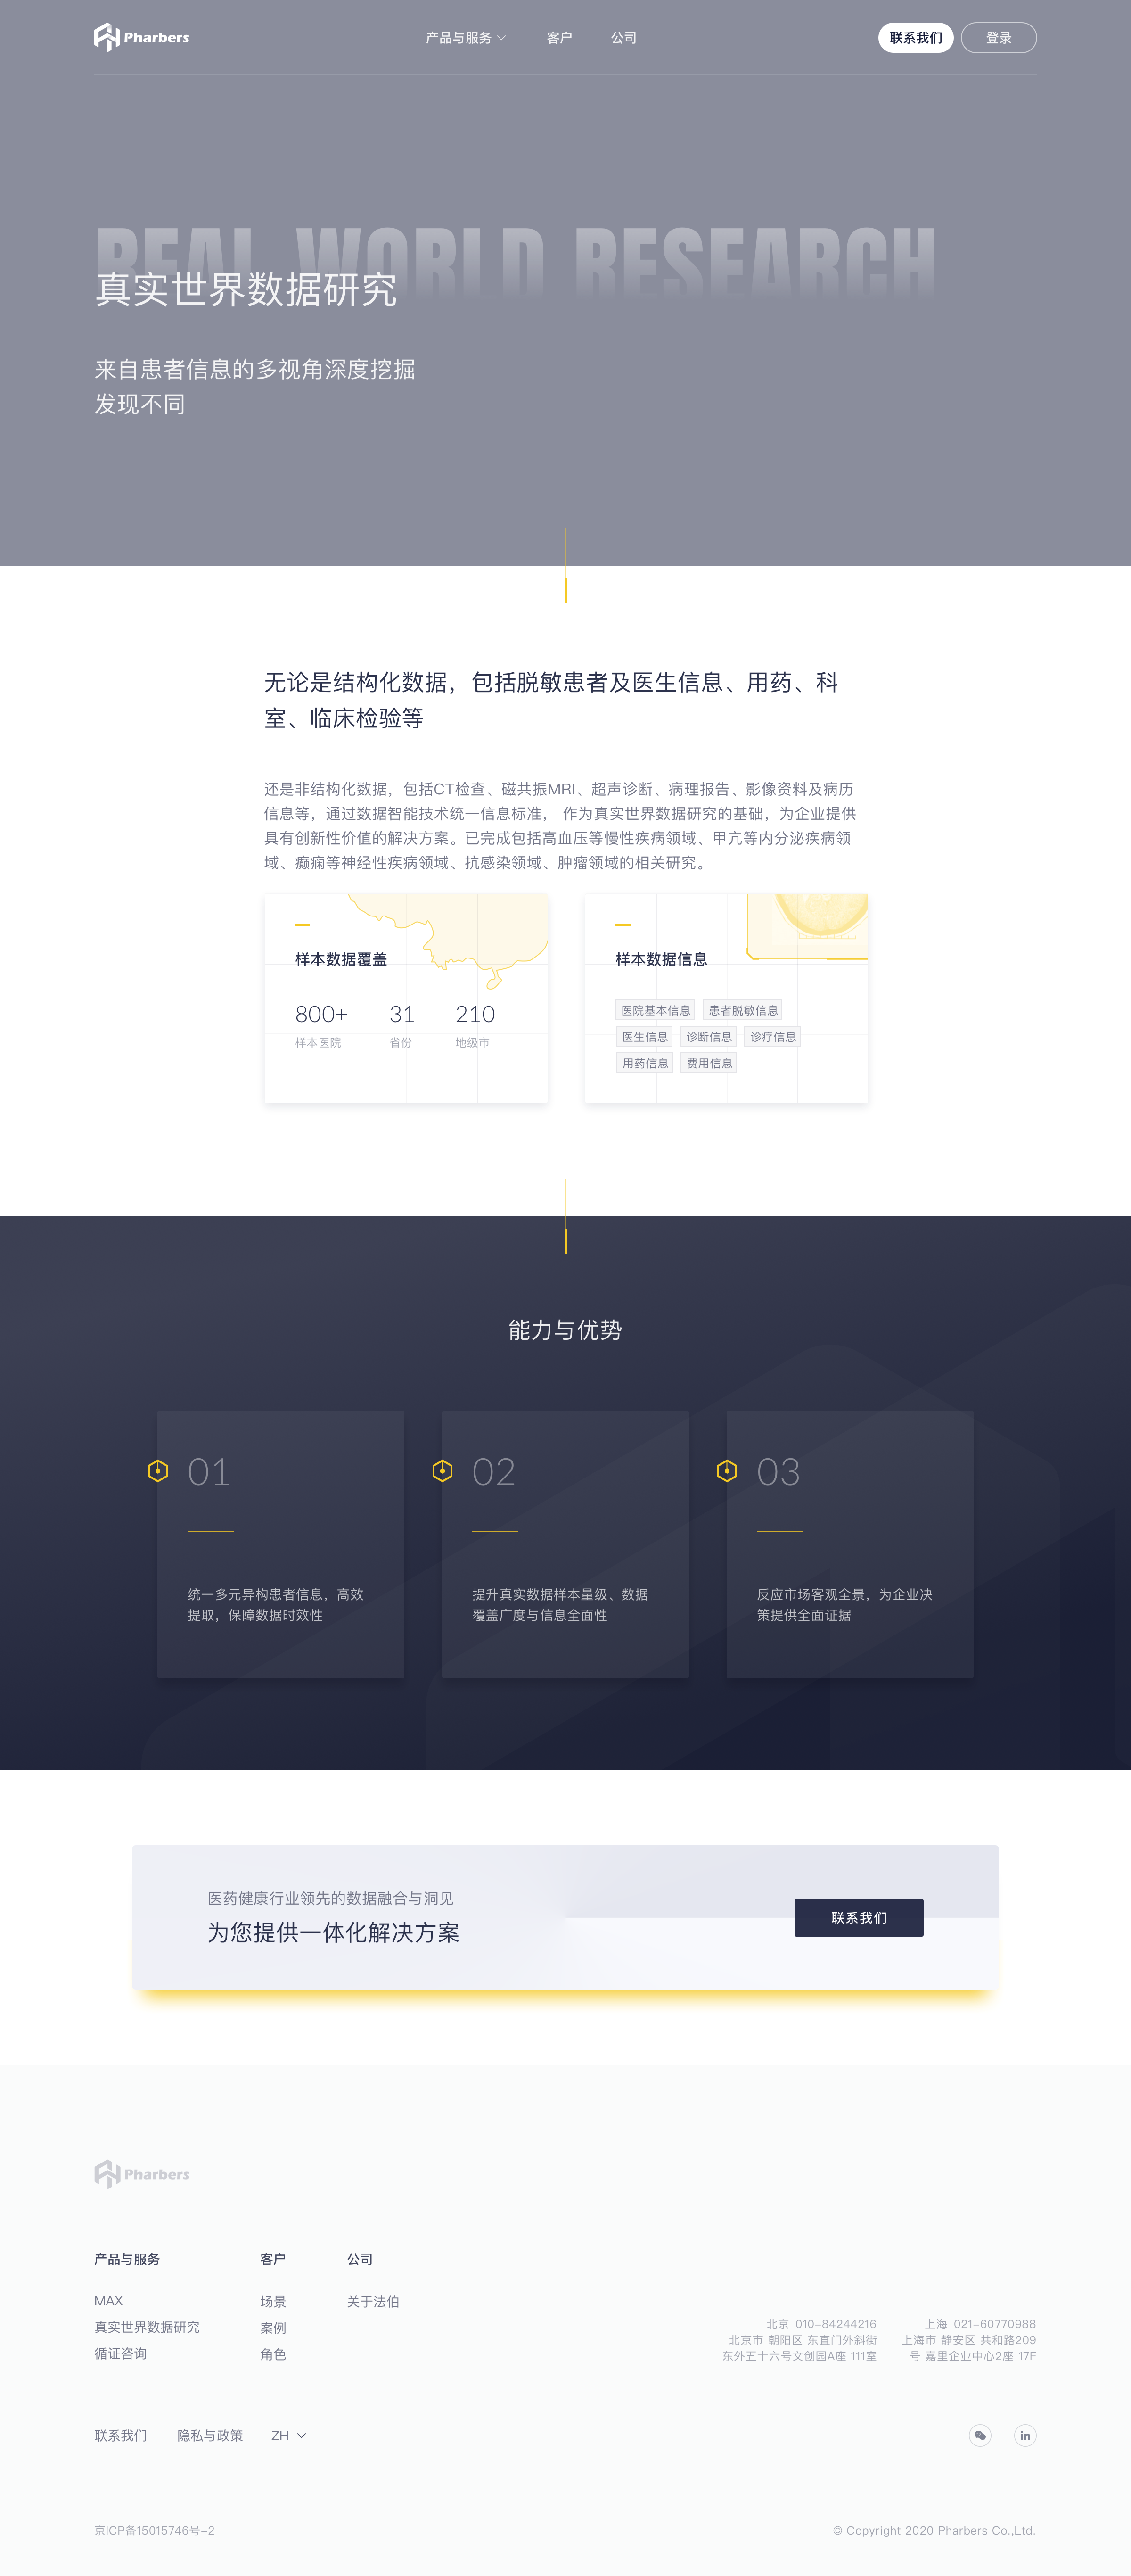 Pharbers
产品与服务
客户
公司
联系我们
登录
REAL WORLD RESEARCH
真实世界数据研究
来自患者信息的多视角深度挖掘
发现不同
无论是结构化数据，包括脱敏患者及医生信息、用药、科
室、临床检验等
还是非结构化数据，包括CT检查、磁共振MRI、超声诊断、病理报告、影像资料及病历
信息等，通过数据智能技术统一信息标准， 作为真实世界数据研究的基础，为企业提供
具有创新性价值的解决方案。已完成包括高血压等慢性疾病领域、甲亢等内分泌疾病领
域、癫痫等神经性疾病领域、抗感染领域、肿瘤领域的相关研究。
样本数据覆盖
800+ 31 210
样本医院 省份 地级市
样本数据信息
医院基本信息 患者脱敏信息
医生信息 诊断信息 诊疗信息
用药信息 费用信息
能力与优势
01
统一多元异构患者信息，高效
提取，保障数据时效性
02
提升真实数据样本量级、数据
覆盖广度与信息全面性
03
反应市场客观全景，为企业决
策提供全面证据
医药健康行业领先的数据融合与洞见
为您提供一体化解决方案
联系我们
Pharbers
产品与服务
MAX
真实世界数据研究
循证咨询
客户
场景
案例
角色
公司
关于法伯
北京 010-84244216
北京市 朝阳区 东直门外斜街
东外五十六号文创园A座 111室
上海 021-60770988
上海市 静安区 共和路209
号 嘉里企业中心2座 17F
联系我们 隐私与政策 ZH
in
京ICP备15015746号-2
© Copyright 2020 Pharbers Co.,Ltd.